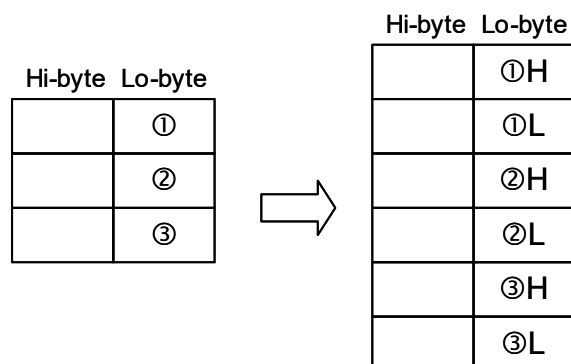 Hi-byte Lo-byte
①
②
③
Hi-byte Lo-byte
①H
①L
②H
②L
③H
③L